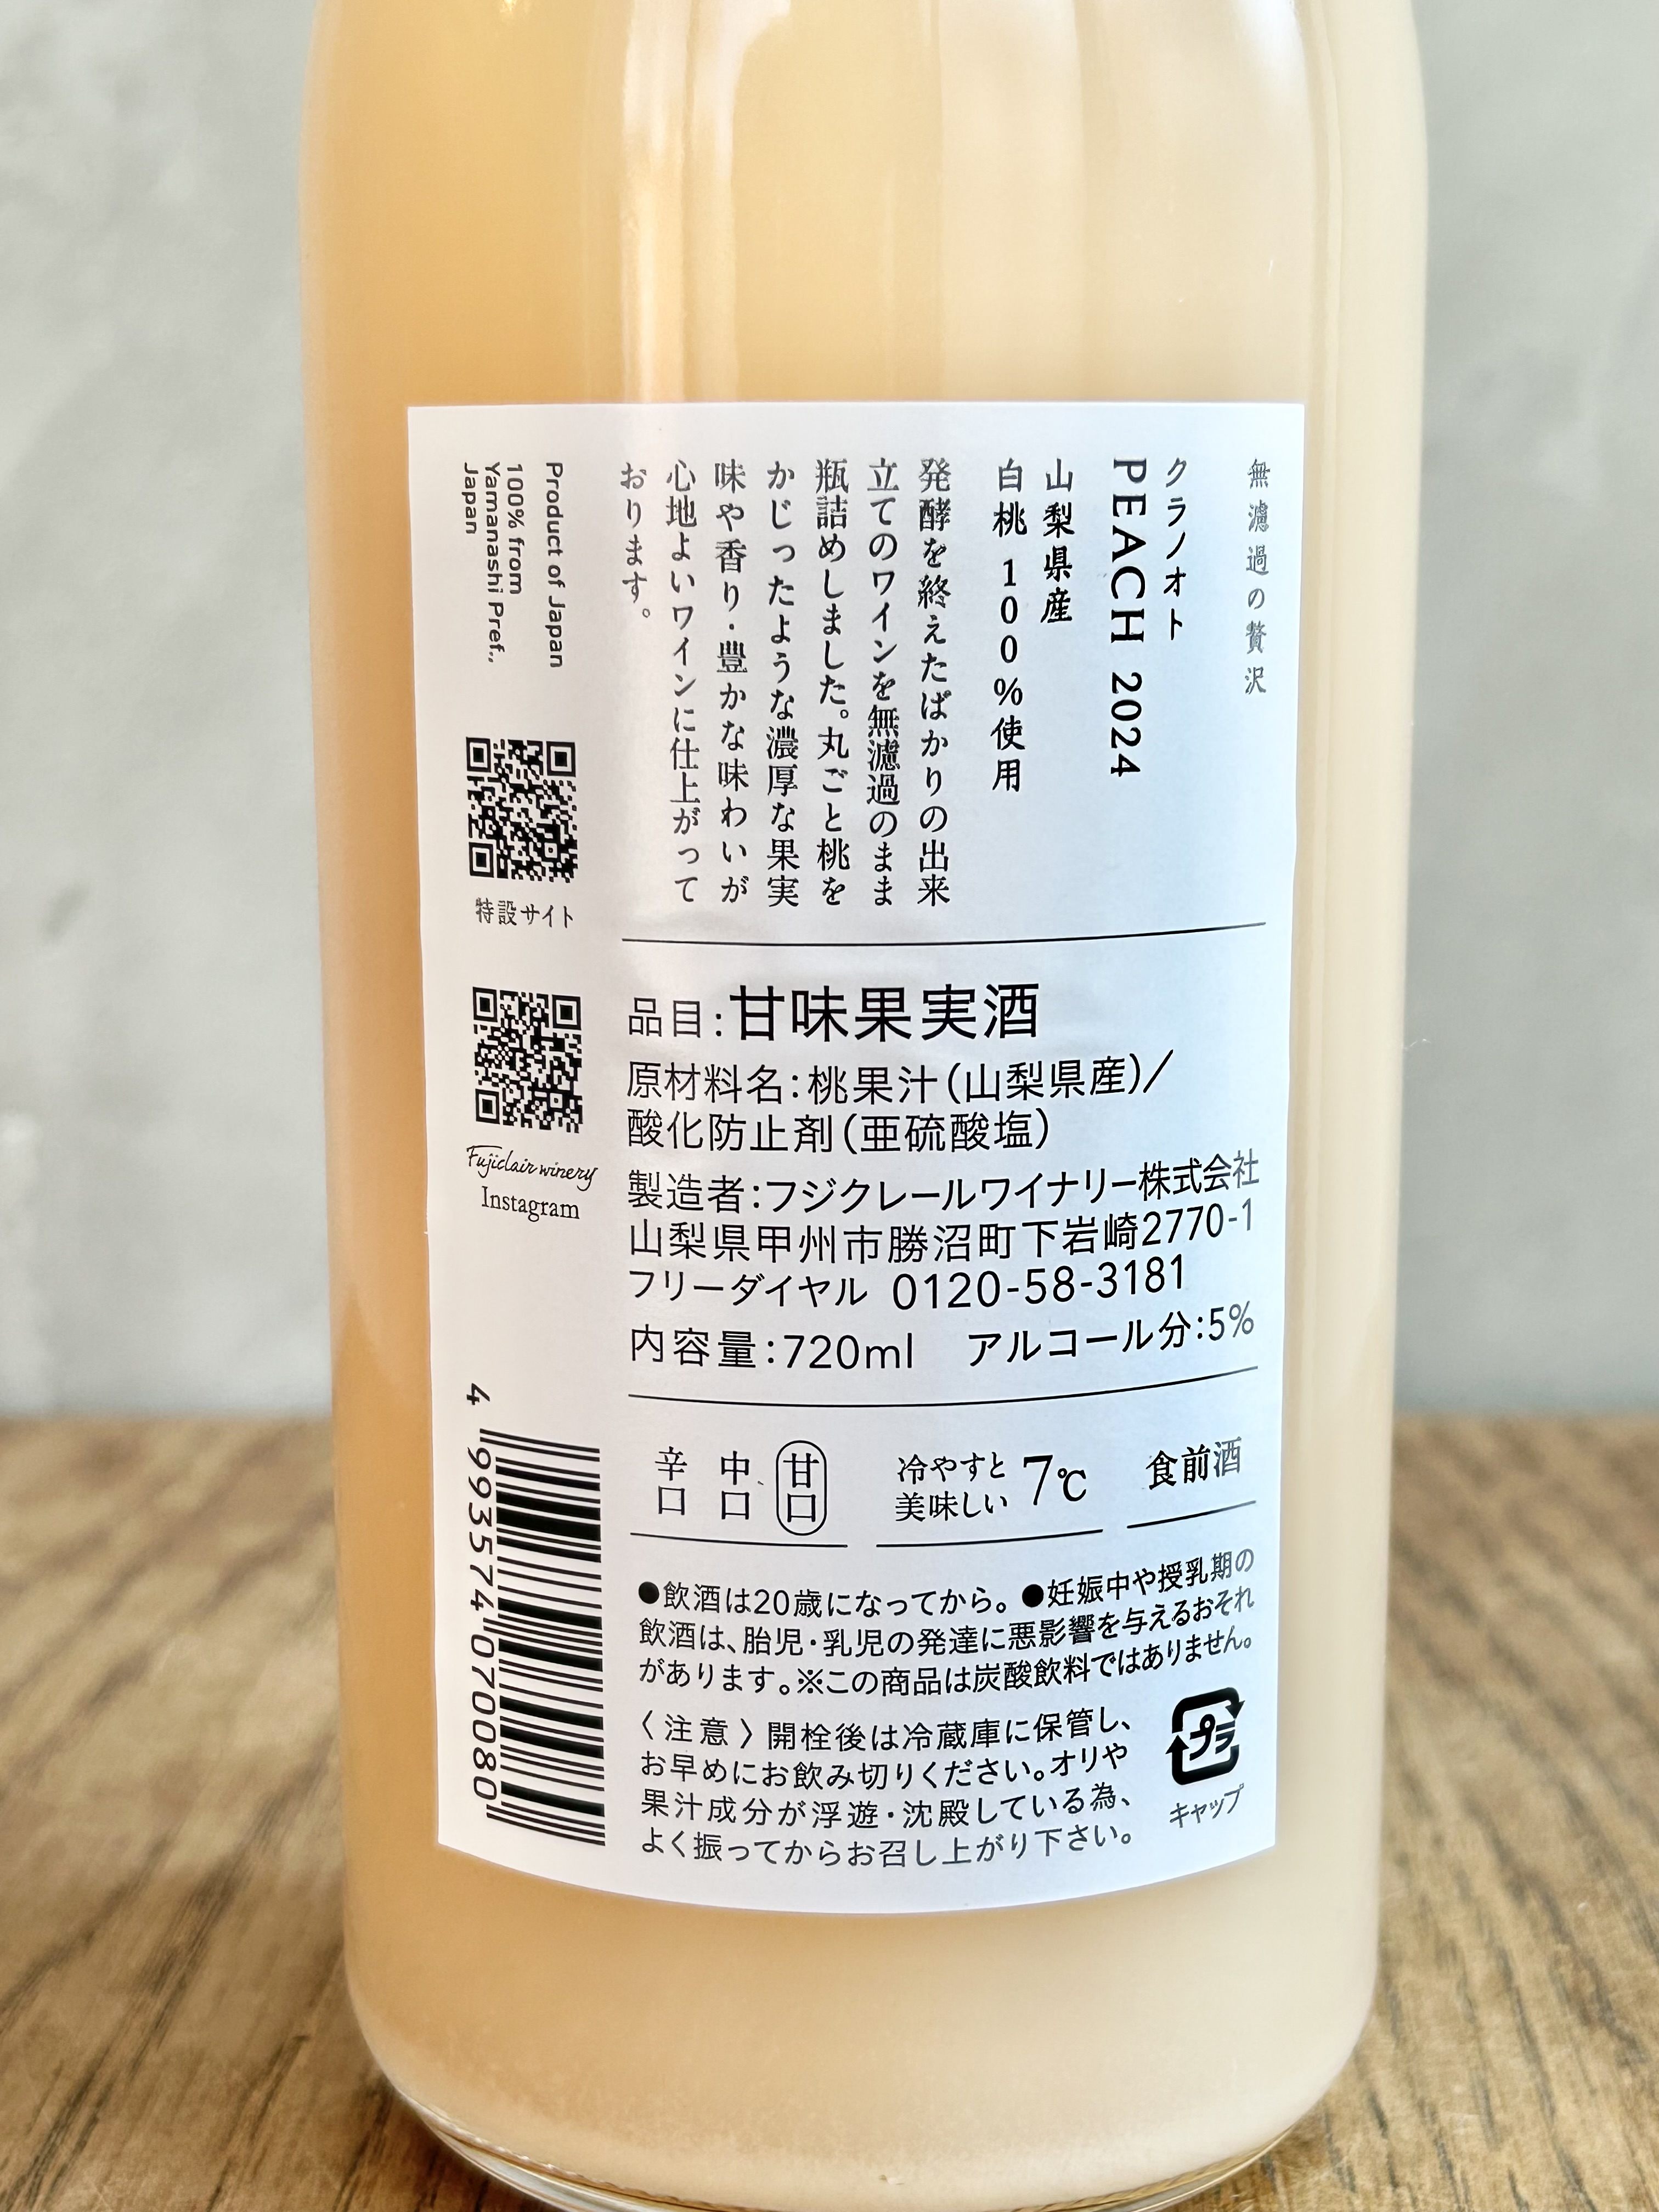 無濾過の贅沢
クラノオト
PEACH 2024
山梨県産
白桃 100%使用
発酵を終えたばかりの出来
立てのワインを無濾過のまま
瓶詰めしました。丸ごと桃を
かじったような濃厚な果実
味や香り・豊かな味わいが
心地よいワインに仕上がって
おります。
Product of Japan
100% from
Yamanashi Pref.,
Japan
特設サイト
Fujiclair winery
Instagram
品目:甘味果実酒
原材料名:桃果汁(山梨県産)/
酸化防止剤(亜硫酸塩)
製造者:フジクレールワイナリー株式会社
山梨県甲州市勝沼町下岩崎2770-1
フリーダイヤル 0120-58-3181
内容量:720ml アルコール分:5%
辛口 中口 甘口
冷やすと
美味しい 7℃
食前酒
●飲酒は20歳になってから。●妊娠中や授乳期の
飲酒は、胎児・乳児の発達に悪影響を与えるおそれ
があります。※この商品は炭酸飲料ではありません。
〈注意〉開栓後は冷蔵庫に保管し、
お早めにお飲み切りください。オリや
果汁成分が浮遊・沈殿している為、
よく振ってからお召し上がり下さい。
プラ
キャップ
4 993574 070080